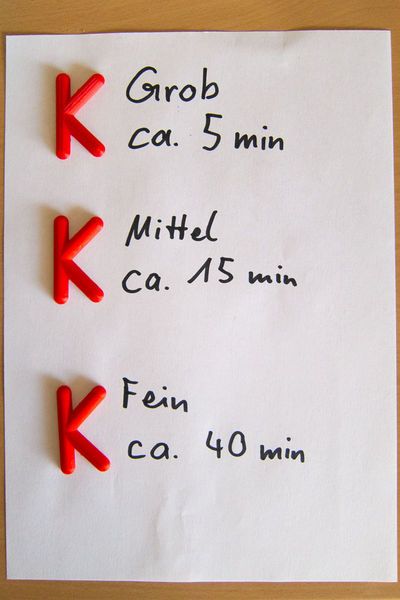 K Grob
ca. 5 min
K Mittel
ca. 15 min
K Fein
ca. 40 min